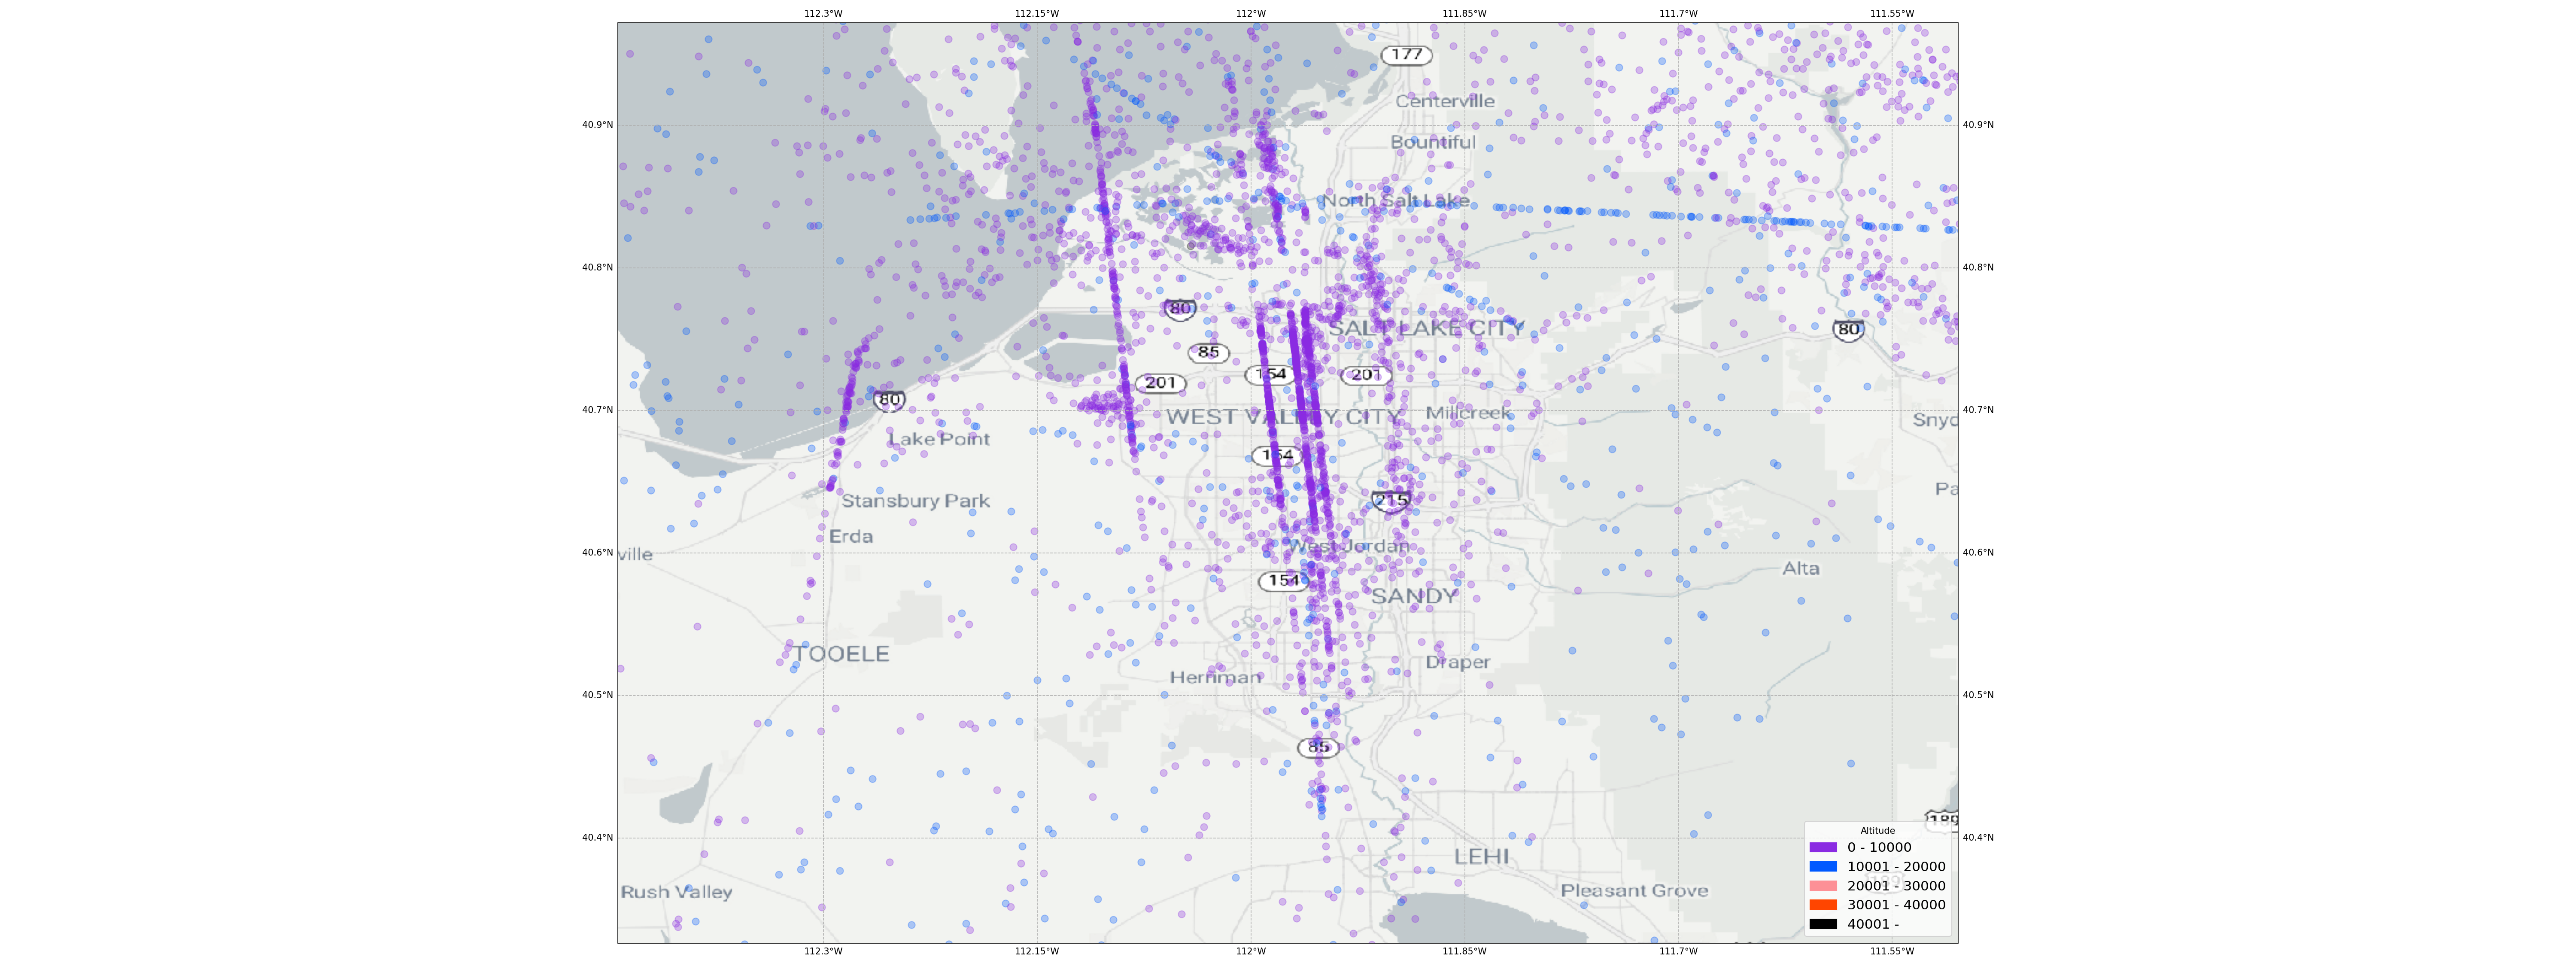 112.3°W 112.15°W 112°W 111.85°W 111.7°W 111.55°W
177
Centerville
40.9°N 40.9°N
Bountiful
North Salt Lake
40.8°N 40.8°N
80
SALT LAKE CITY
80
85
154 201
201
80
40.7°N 40.7°N
WEST VALLEY CITY Millcreek
Snyd
Lake Point
154
Pa
Stansbury Park 215
Erda
West Jordan
ville
40.6°N 40.6°N
Alta
154
SANDY
TOOELE
Draper
Herriman
40.5°N 40.5°N
85
189
40.4°N 40.4°N
Altitude
0 - 10000
LEHI
10001 - 20000
20001 - 30000
Rush Valley Pleasant Grove
30001 - 40000
40001 -
112.3°W 112.15°W 112°W 111.85°W 111.7°W 111.55°W